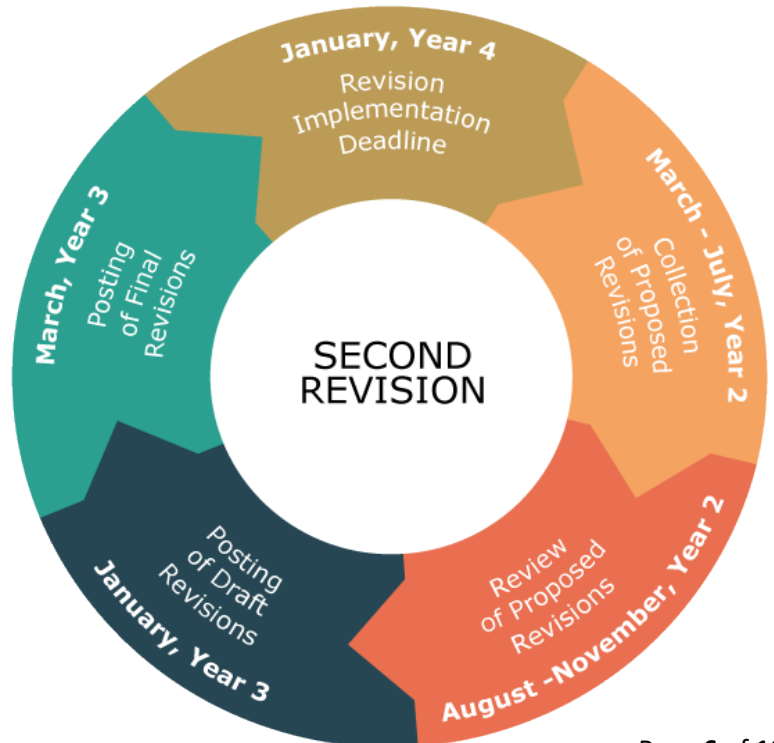 January, Year 4
Revision
Implementation
Deadline
March – July, Year 2
Collection
of Proposed
Revisions
August –November, Year 2
Review
of Proposed
Revisions
January, Year 3
Posting
of Draft
Revisions
March, Year 3
Posting
of Final
Revisions
SECOND
REVISION